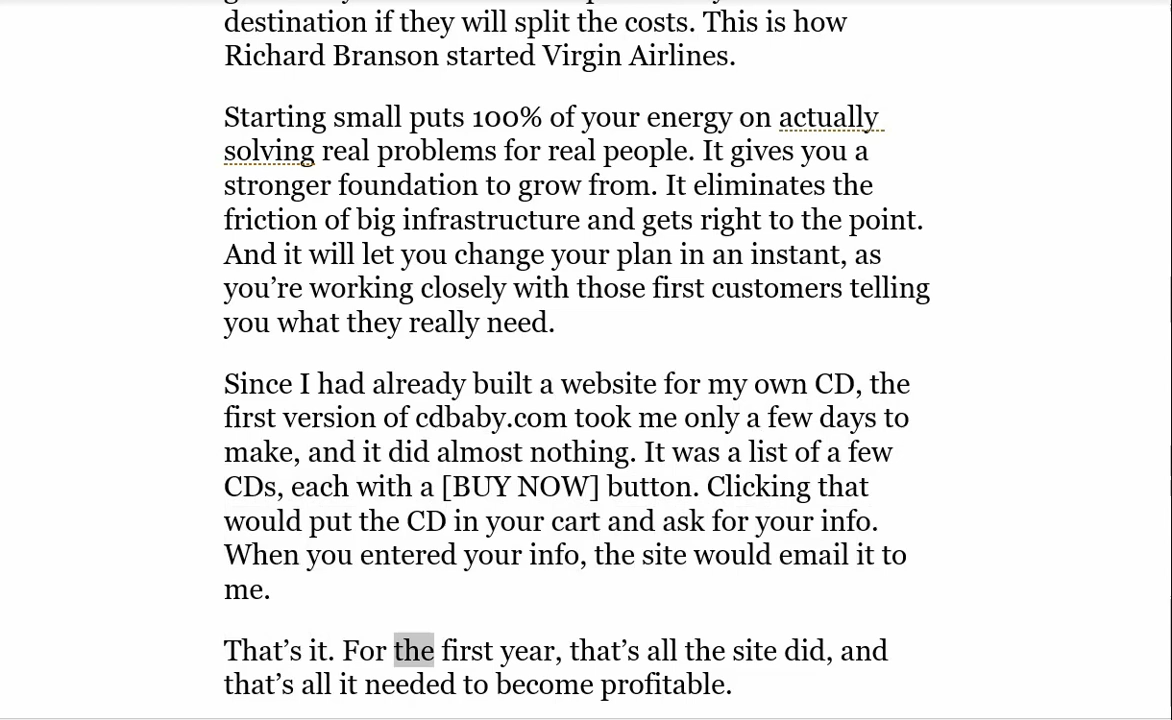 destination if they will split the costs. This is how
Richard Branson started Virgin Airlines.
Starting small puts 100% of your energy on actually
solving real problems for real people. It gives you a
stronger foundation to grow from. It eliminates the
friction of big infrastructure and gets right to the point.
And it will let you change your plan in an instant, as
you’re working closely with those first customers telling
you what they really need.
Since I had already built a website for my own CD, the
first version of cdbaby.com took me only a few days to
make, and it did almost nothing. It was a list of a few
CDs, each with a [BUY NOW] button. Clicking that
would put the CD in your cart and ask for your info.
When you entered your info, the site would email it to
me.
That’s it. For the first year, that’s all the site did, and
that’s all it needed to become profitable.